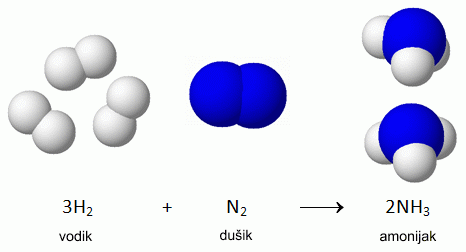 3H₂ + N₂ ⟶ 2NH₃
vodik dušik amonijak